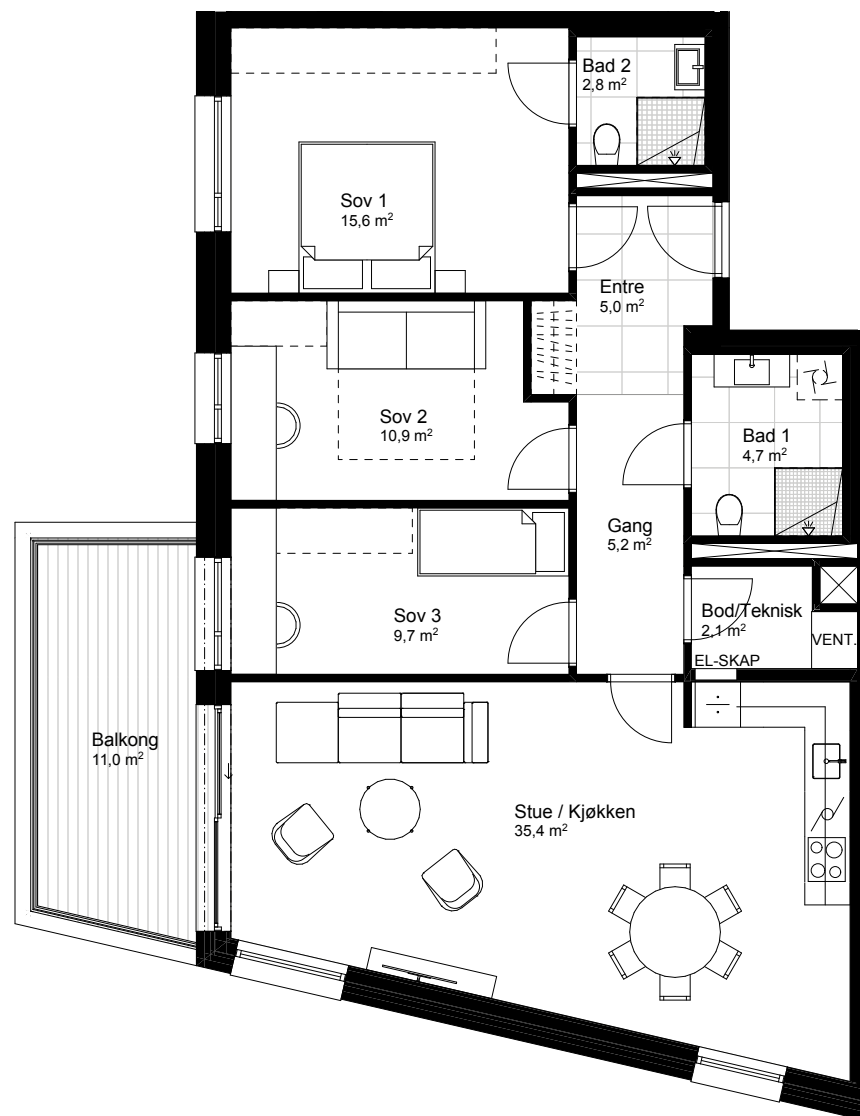 Bad 2
2,8 m²
Sov 1
15,6 m²
Entre
5,0 m²
Sov 2
10,9 m²
Bad 1
4,7 m²
Gang
5,2 m²
Sov 3
9,7 m²
Bod/Teknisk
2,1 m²
VENT.
EL-SKAP
Balkong
11,0 m²
Stue / Kjøkken
35,4 m²